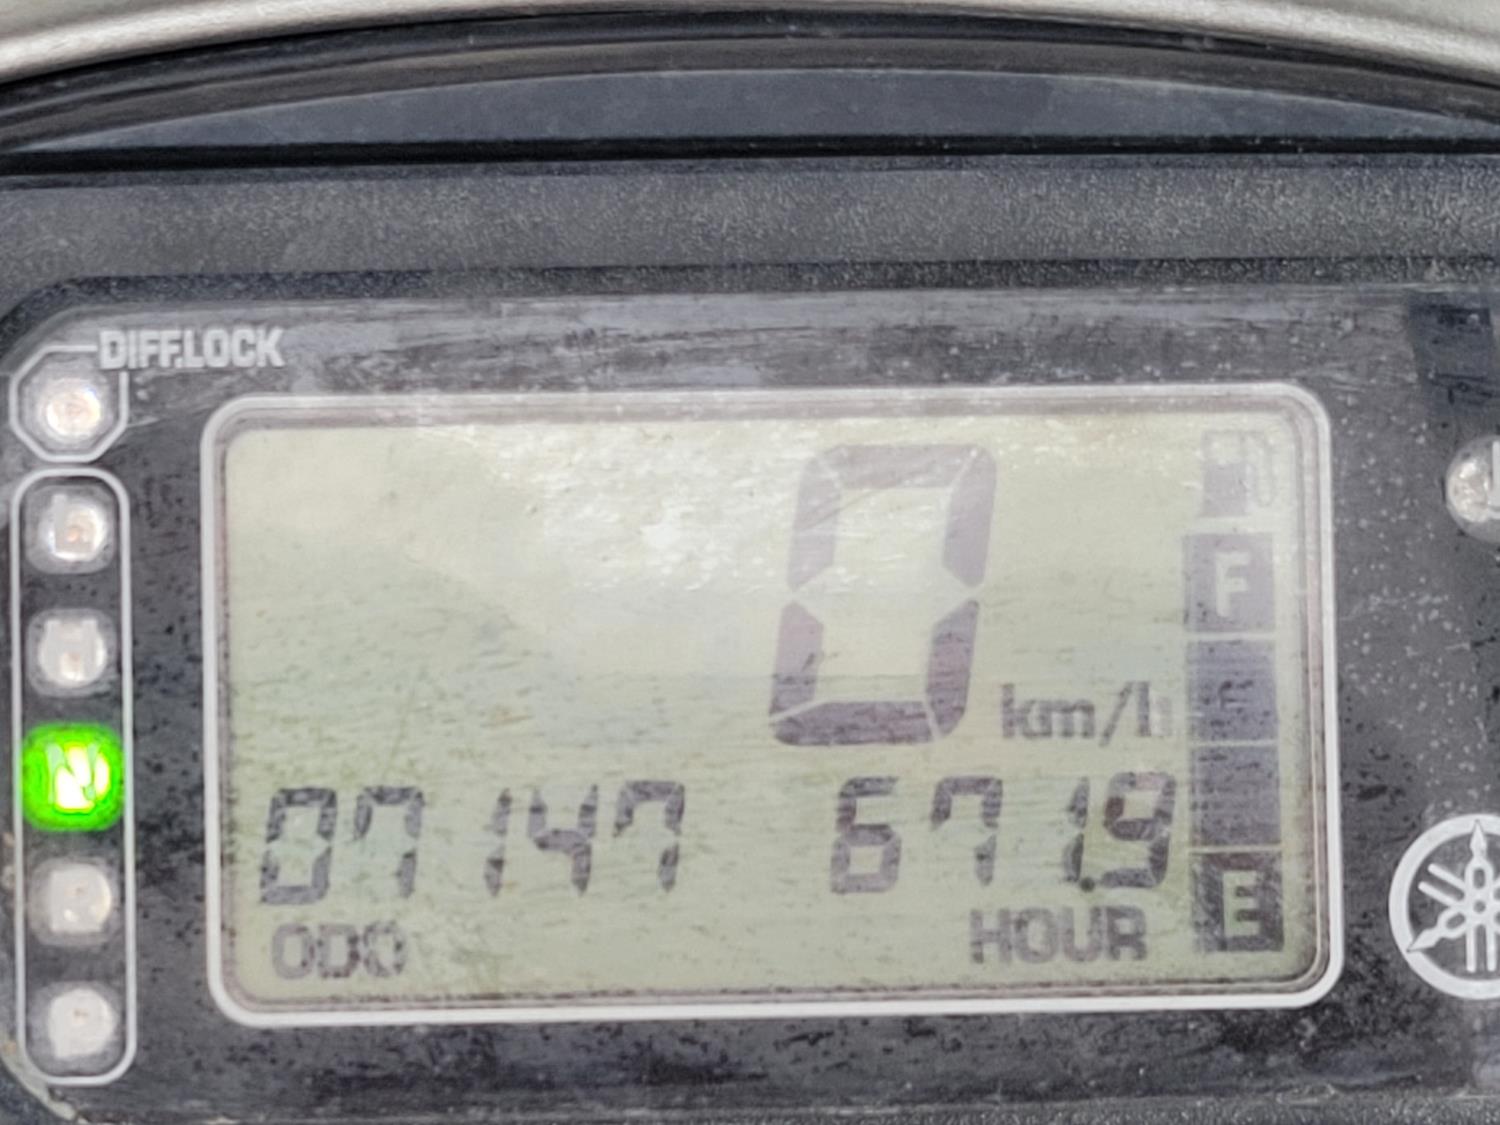 DIFF.LOCK
0
km/h
F
L
H
N
R
P
07147 671.9
E
ODO HOUR